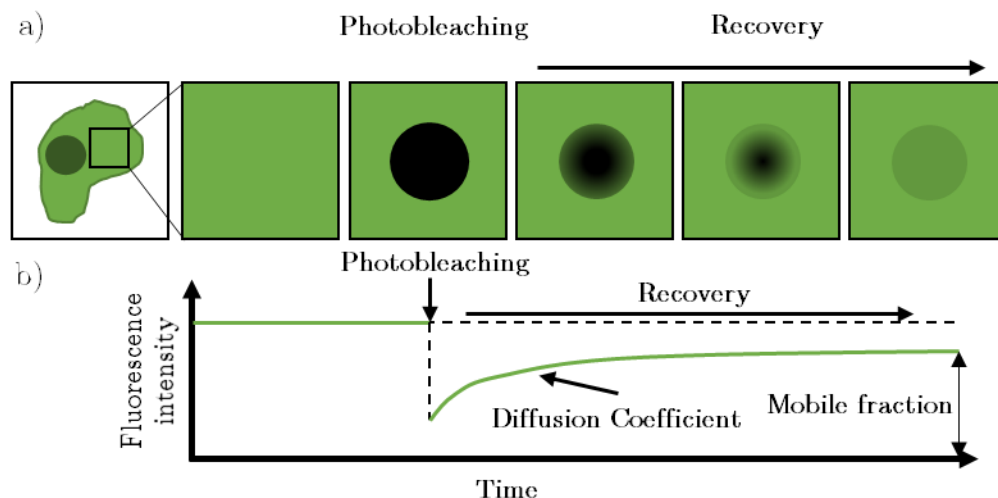 a)
Photobleaching
Recovery
b)
Photobleaching
Recovery
Fluorescence
intensity
Diffusion Coefficient
Mobile fraction
Time